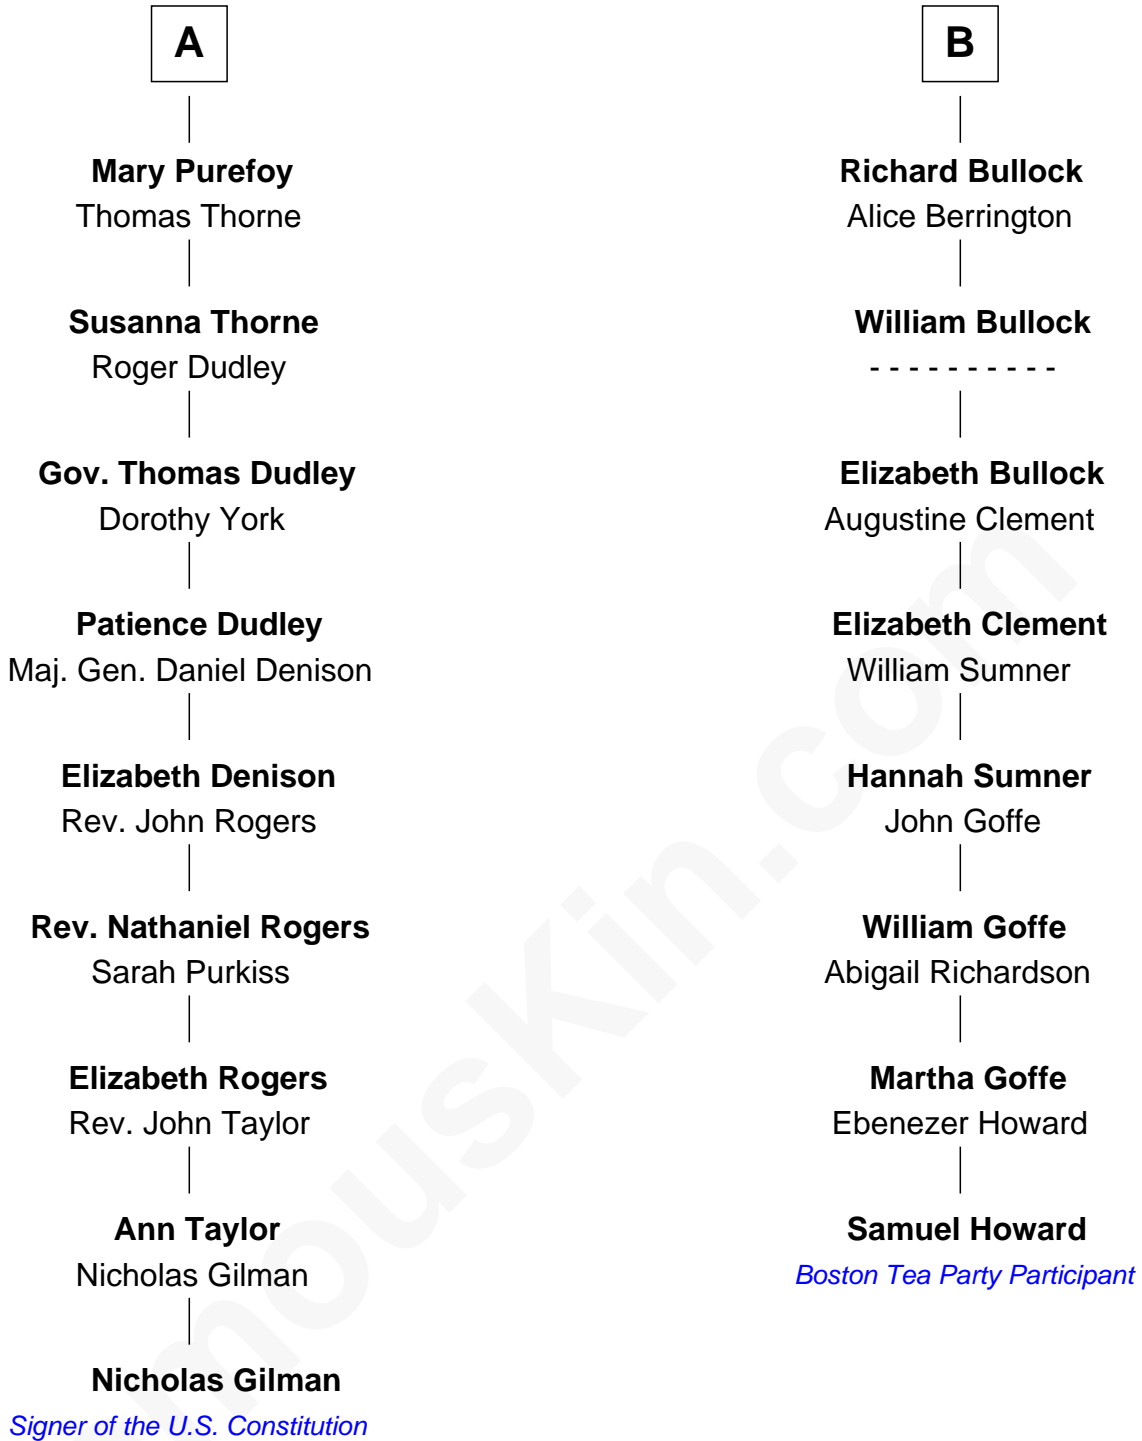 A
Mary Purefoy
Thomas Thorne
Susanna Thorne
Roger Dudley
Gov. Thomas Dudley
Dorothy York
Patience Dudley
Maj. Gen. Daniel Denison
Elizabeth Denison
Rev. John Rogers
Rev. Nathaniel Rogers
Sarah Purkiss
Elizabeth Rogers
Rev. John Taylor
Ann Taylor
Nicholas Gilman
Nicholas Gilman
Signer of the U.S. Constitution
B
Richard Bullock
Alice Berrington
William Bullock
- - - - - - - - - -
Elizabeth Bullock
Augustine Clement
Elizabeth Clement
William Sumner
Hannah Sumner
John Goffe
William Goffe
Abigail Richardson
Martha Goffe
Ebenezer Howard
Samuel Howard
Boston Tea Party Participant
mouskin.com